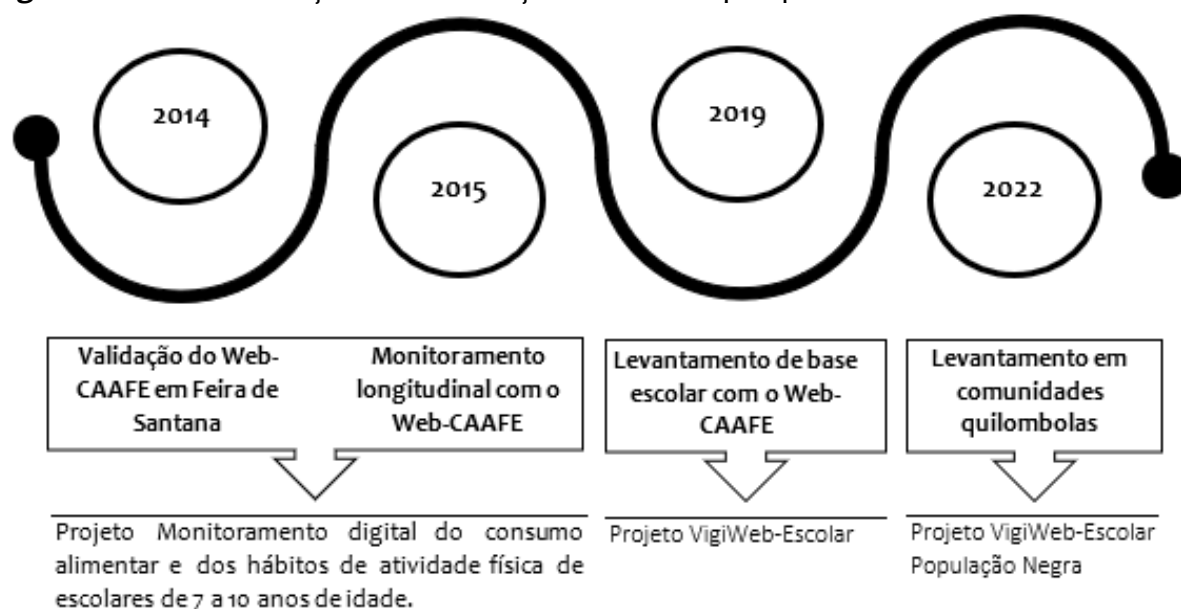 2014
2015
2019
2022
Validação do Web-
CAAFE em Feira de
Santana
Monitoramento
longitudinal com o
Web-CAAFE
Levantamento de base
escolar com o Web-
CAAFE
Levantamento em
comunidades
quilombolas
Projeto Monitoramento digital do consumo
alimentar e dos hábitos de atividade física de
escolares de 7 a 10 anos de idade.
Projeto VigiWeb-Escolar
Projeto VigiWeb-Escolar
População Negra